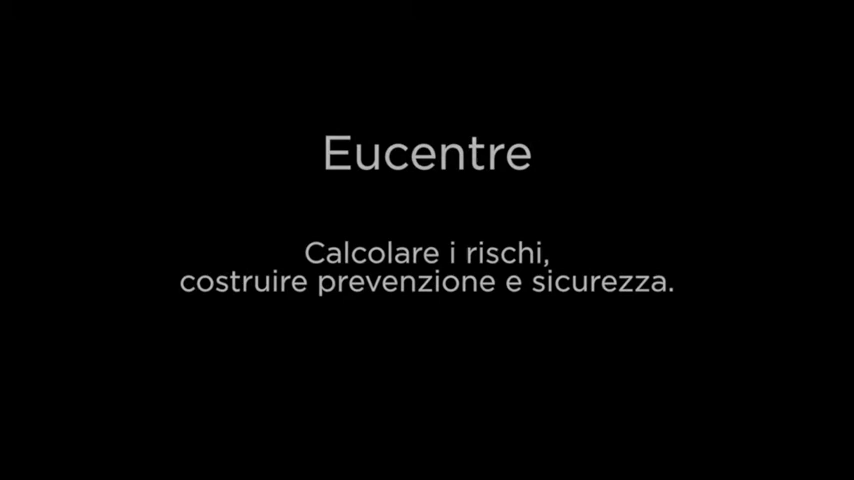 Eucentre
Calcolare i rischi,
costruire prevenzione e sicurezza.